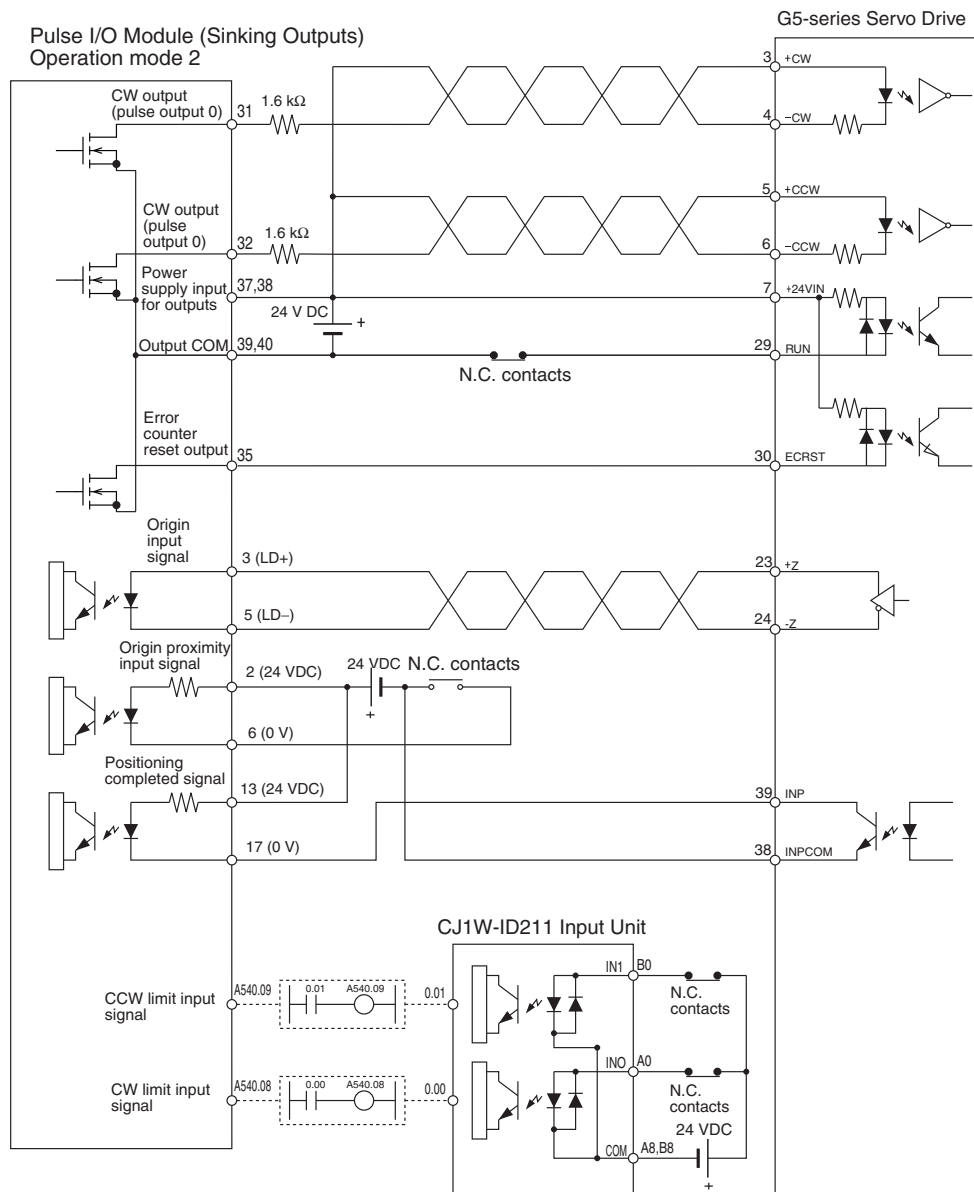 G5-series Servo Drive
Pulse I/O Module (Sinking Outputs)
Operation mode 2
CW output
(pulse output 0)
31
1.6 kΩ
3
+CW
4
−CW
CW output
(pulse
output 0)
32
1.6 kΩ
5
+CCW
6
−CCW
Power
supply input
for outputs
37,38
24 V DC
+
7
+24VIN
Output COM
39,40
N.C. contacts
29
RUN
Error
counter
reset output
35
30
ECRST
Origin
input
signal
3 (LD+)
23
+Z
5 (LD−)
24
-Z
Origin proximity
input signal
2 (24 VDC)
24 VDC
N.C. contacts
+
6 (0 V)
Positioning
completed signal
13 (24 VDC)
39
INP
17 (0 V)
38
INPCOM
CJ1W-ID211 Input Unit
CCW limit input
signal
A540.09
0.01
A540.09
0.01
IN1
B0
N.C.
contacts
CW limit input
signal
A540.08
0.00
A540.08
0.00
INO
A0
N.C.
contacts
24 VDC
COM
A8,B8
+